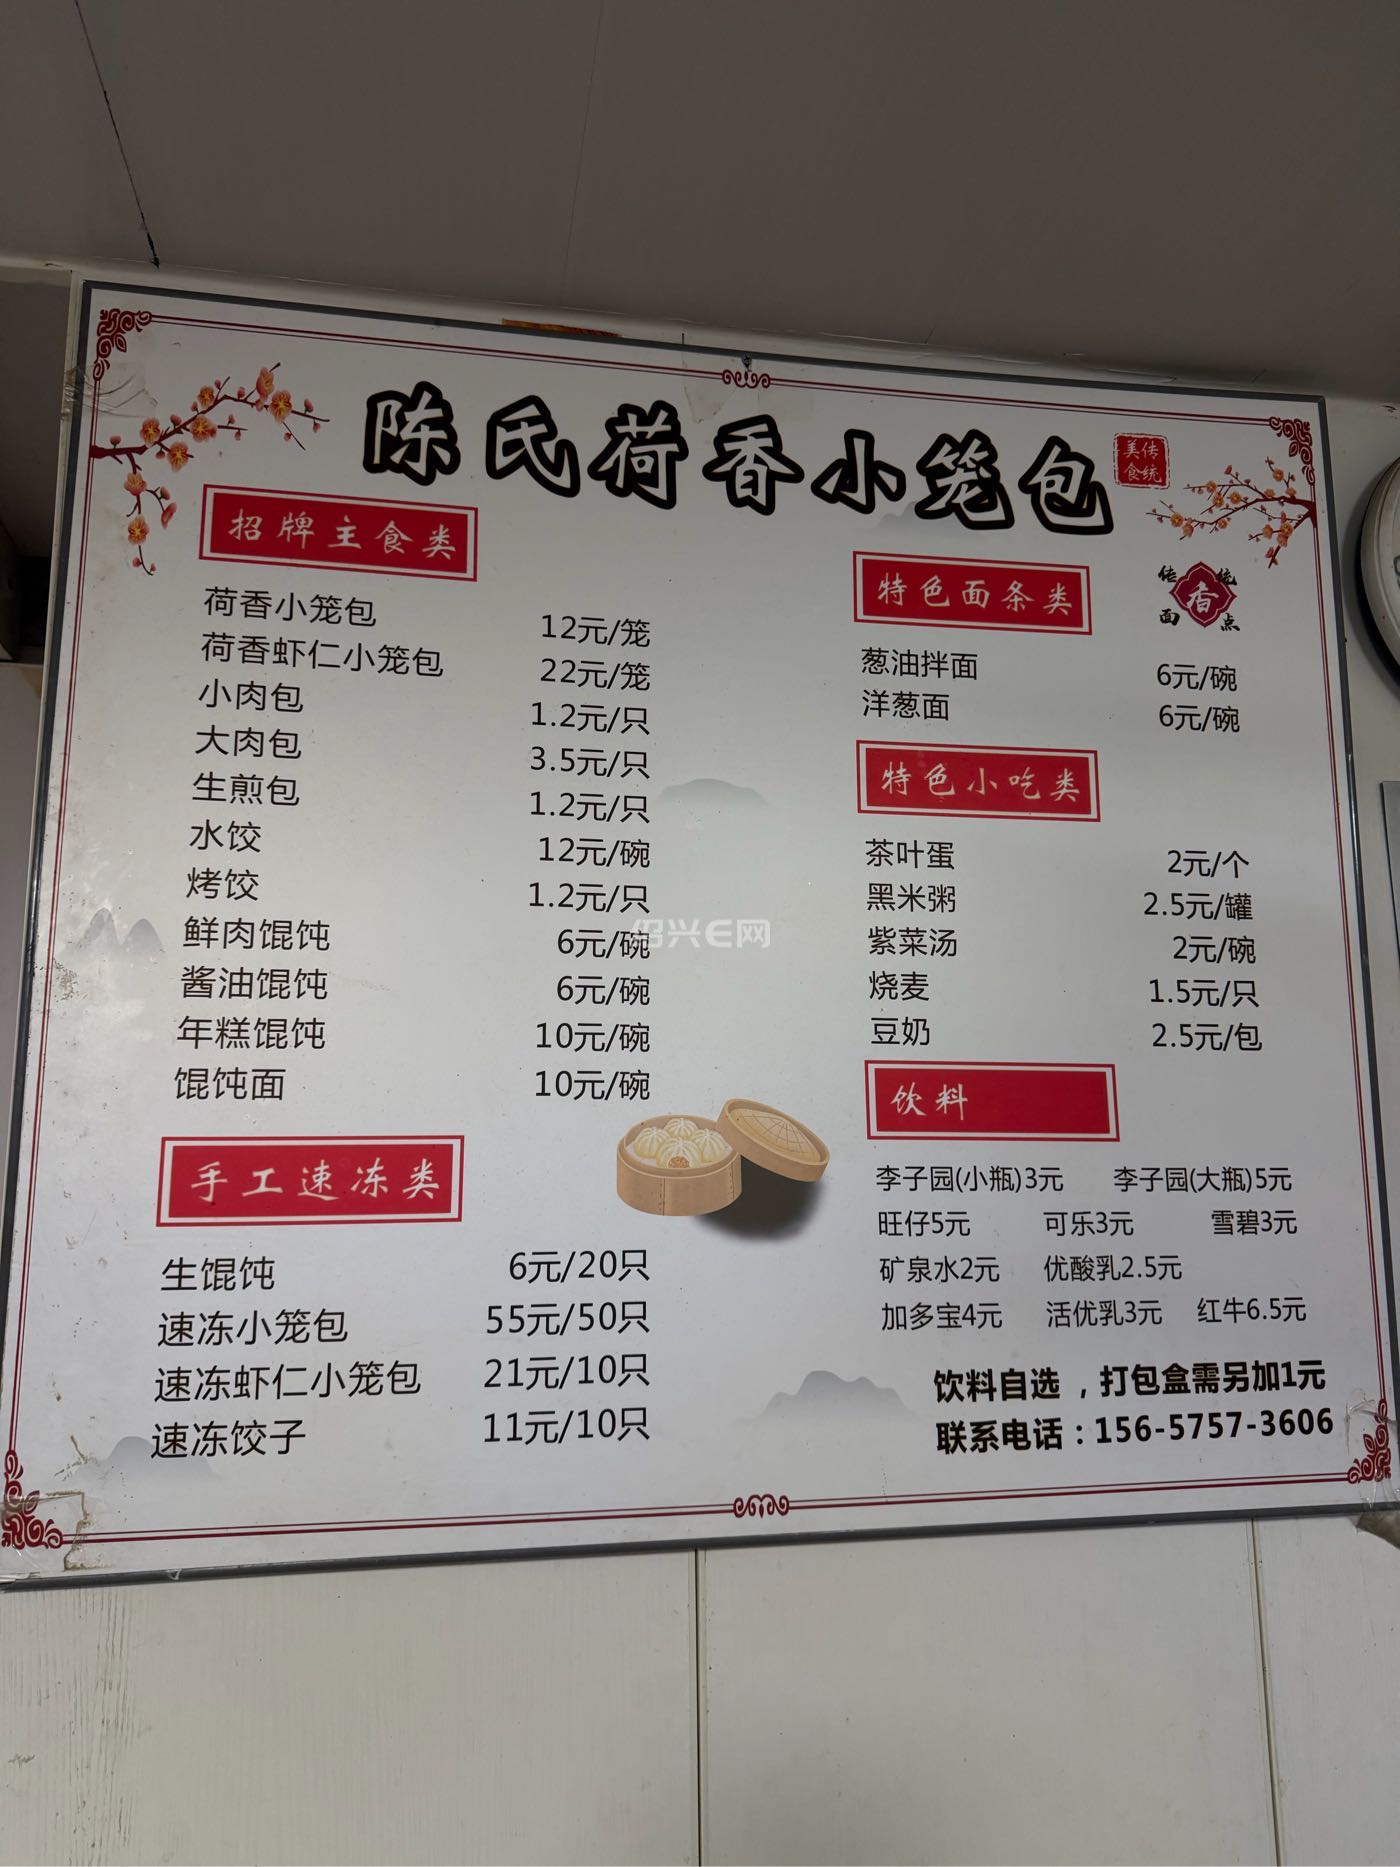 陈氏荷香小笼包
传统
美食
招牌主食类
荷香小笼包 12元/笼
荷香虾仁小笼包 22元/笼
小肉包 1.2元/只
大肉包 3.5元/只
生煎包 1.2元/只
水饺 12元/碗
烤饺 1.2元/只
鲜肉馄饨 6元/碗
酱油馄饨 6元/碗
年糕馄饨 10元/碗
馄饨面 10元/碗
手工速冻类
生馄饨 6元/20只
速冻小笼包 55元/50只
速冻虾仁小笼包 21元/10只
速冻饺子 11元/10只
特色面条类
传统
香
面点
葱油拌面 6元/碗
洋葱面 6元/碗
特色小吃类
茶叶蛋 2元/个
黑米粥 2.5元/罐
紫菜汤 2元/碗
烧麦 1.5元/只
豆奶 2.5元/包
饮料
李子园(小瓶)3元 李子园(大瓶)5元
旺仔5元 可乐3元 雪碧3元
矿泉水2元 优酸乳2.5元
加多宝4元 活优乳3元 红牛6.5元
饮料自选，打包盒需另加1元
联系电话：156-5757-3606
绍兴E网